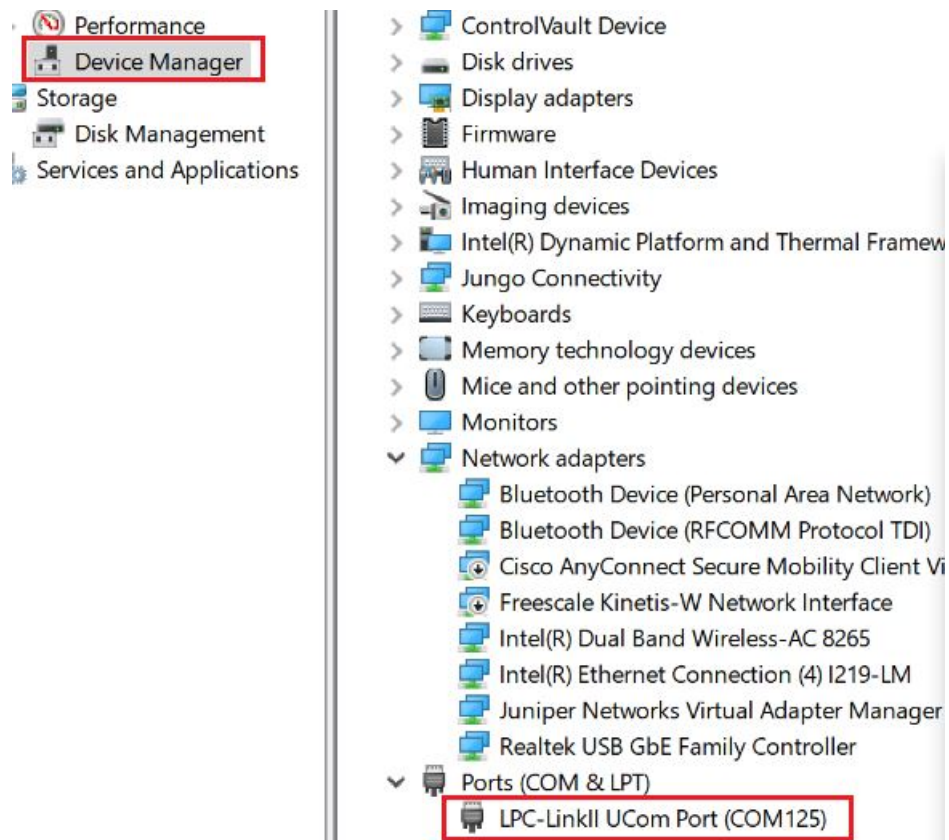 Performance
Device Manager
Storage
Disk Management
Services and Applications
ControlVault Device
Disk drives
Display adapters
Firmware
Human Interface Devices
Imaging devices
Intel(R) Dynamic Platform and Thermal Framew
Jungo Connectivity
Keyboards
Memory technology devices
Mice and other pointing devices
Monitors
Network adapters
Bluetooth Device (Personal Area Network)
Bluetooth Device (RFCOMM Protocol TDI)
Cisco AnyConnect Secure Mobility Client Vi
Freescale Kinetis-W Network Interface
Intel(R) Dual Band Wireless-AC 8265
Intel(R) Ethernet Connection (4) I219-LM
Juniper Networks Virtual Adapter Manager
Realtek USB GbE Family Controller
Ports (COM & LPT)
LPC-LinkII UCom Port (COM125)